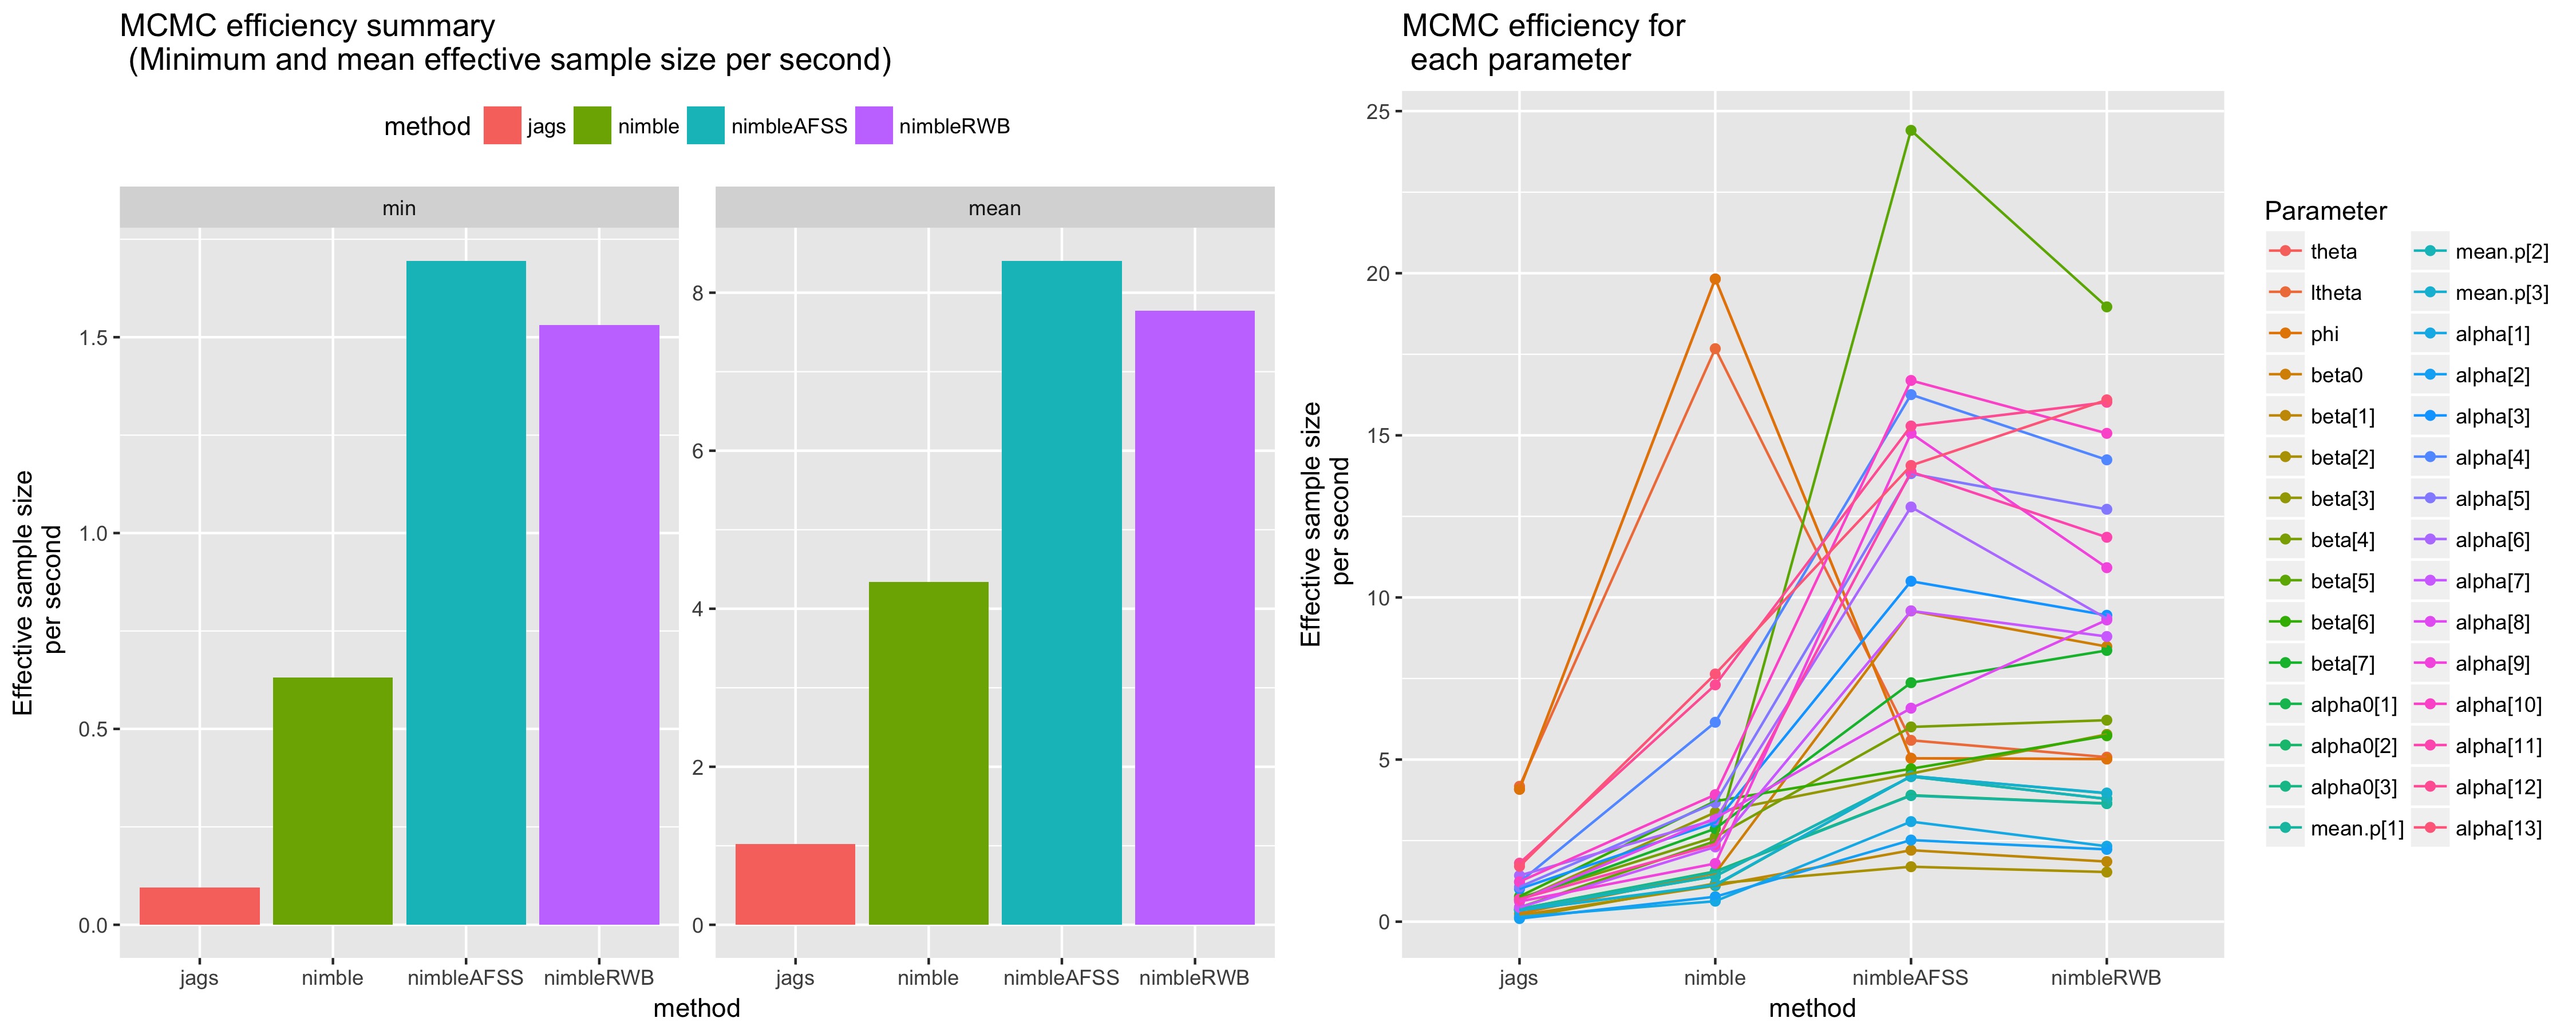 MCMC efficiency summary
(Minimum and mean effective sample size per second)
method jags nimble nimbleAFSS nimbleRWB
min
mean
Effective sample size
per second
1.5
1.0
0.5
0.0
8
6
4
2
0
jags nimble nimbleAFSS nimbleRWB
jags nimble nimbleAFSS nimbleRWB
method
MCMC efficiency for
each parameter
Effective sample size
per second
25
20
15
10
5
0
jags nimble nimbleAFSS nimbleRWB
method
Parameter
theta
ltheta
phi
beta0
beta[1]
beta[2]
beta[3]
beta[4]
beta[5]
beta[6]
beta[7]
alpha0[1]
alpha0[2]
alpha0[3]
mean.p[1]
mean.p[2]
mean.p[3]
alpha[1]
alpha[2]
alpha[3]
alpha[4]
alpha[5]
alpha[6]
alpha[7]
alpha[8]
alpha[9]
alpha[10]
alpha[11]
alpha[12]
alpha[13]